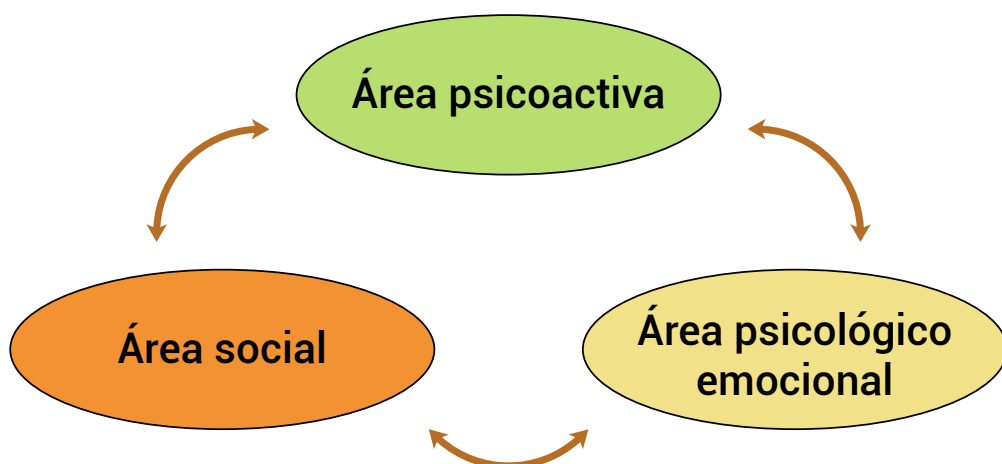 Área psicoactiva
Área social
Área psicológico
emocional